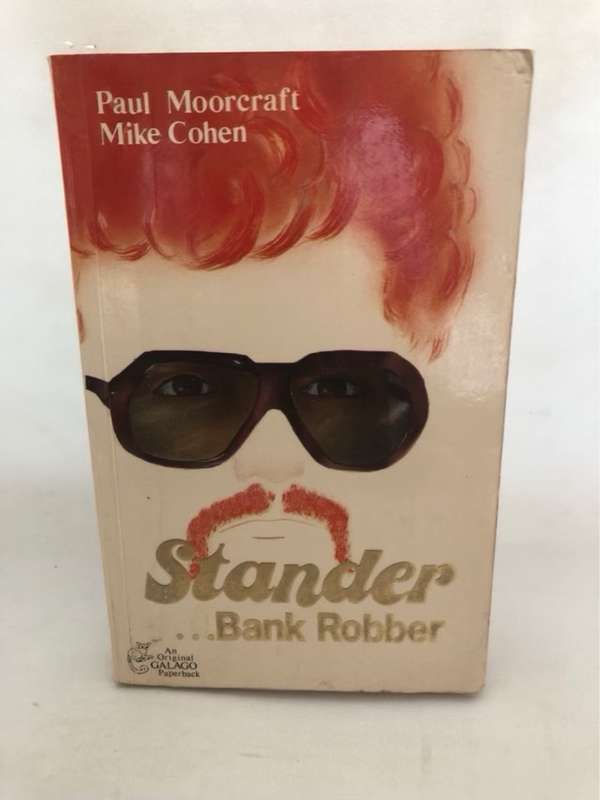 Paul Moorcraft
Mike Cohen
Stander
...Bank Robber
An
Original
GALAGO
Paperback